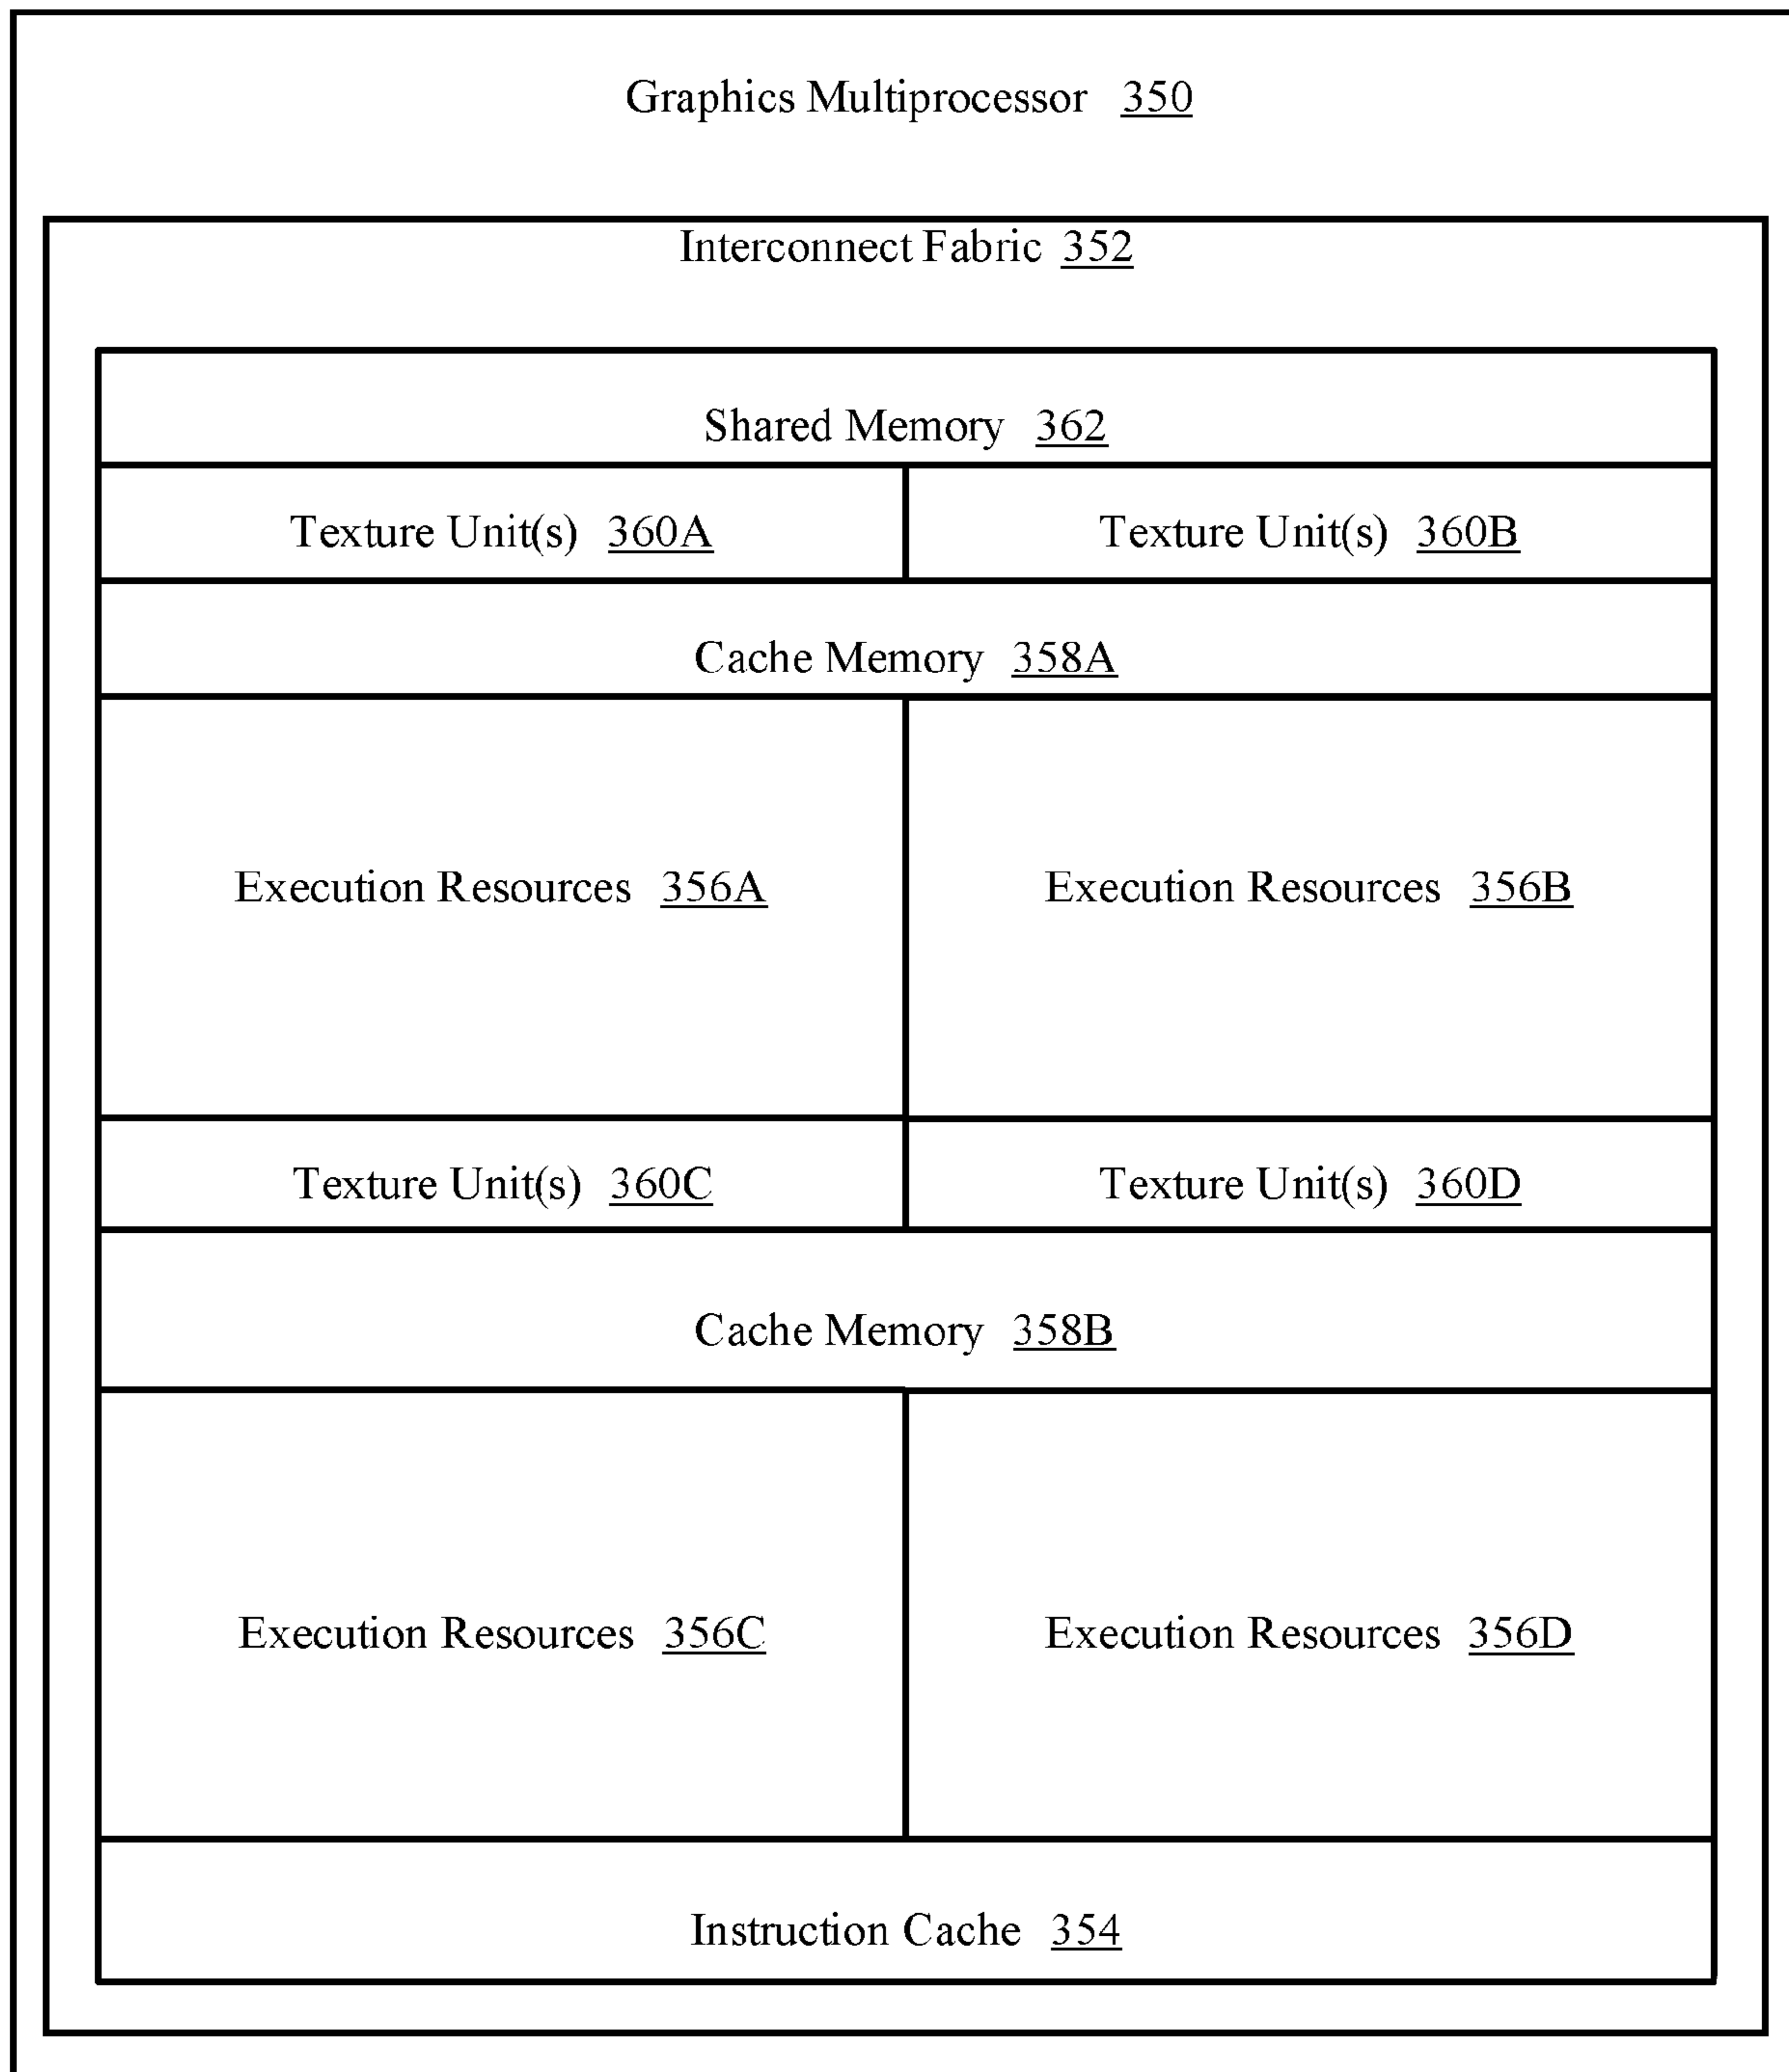 Graphics Multiprocessor 350
Interconnect Fabric 352
Shared Memory 362
Texture Unit(s) 360A
Texture Unit(s) 360B
Cache Memory 358A
Execution Resources 356A
Execution Resources 356B
Texture Unit(s) 360C
Texture Unit(s) 360D
Cache Memory 358B
Execution Resources 356C
Execution Resources 356D
Instruction Cache 354